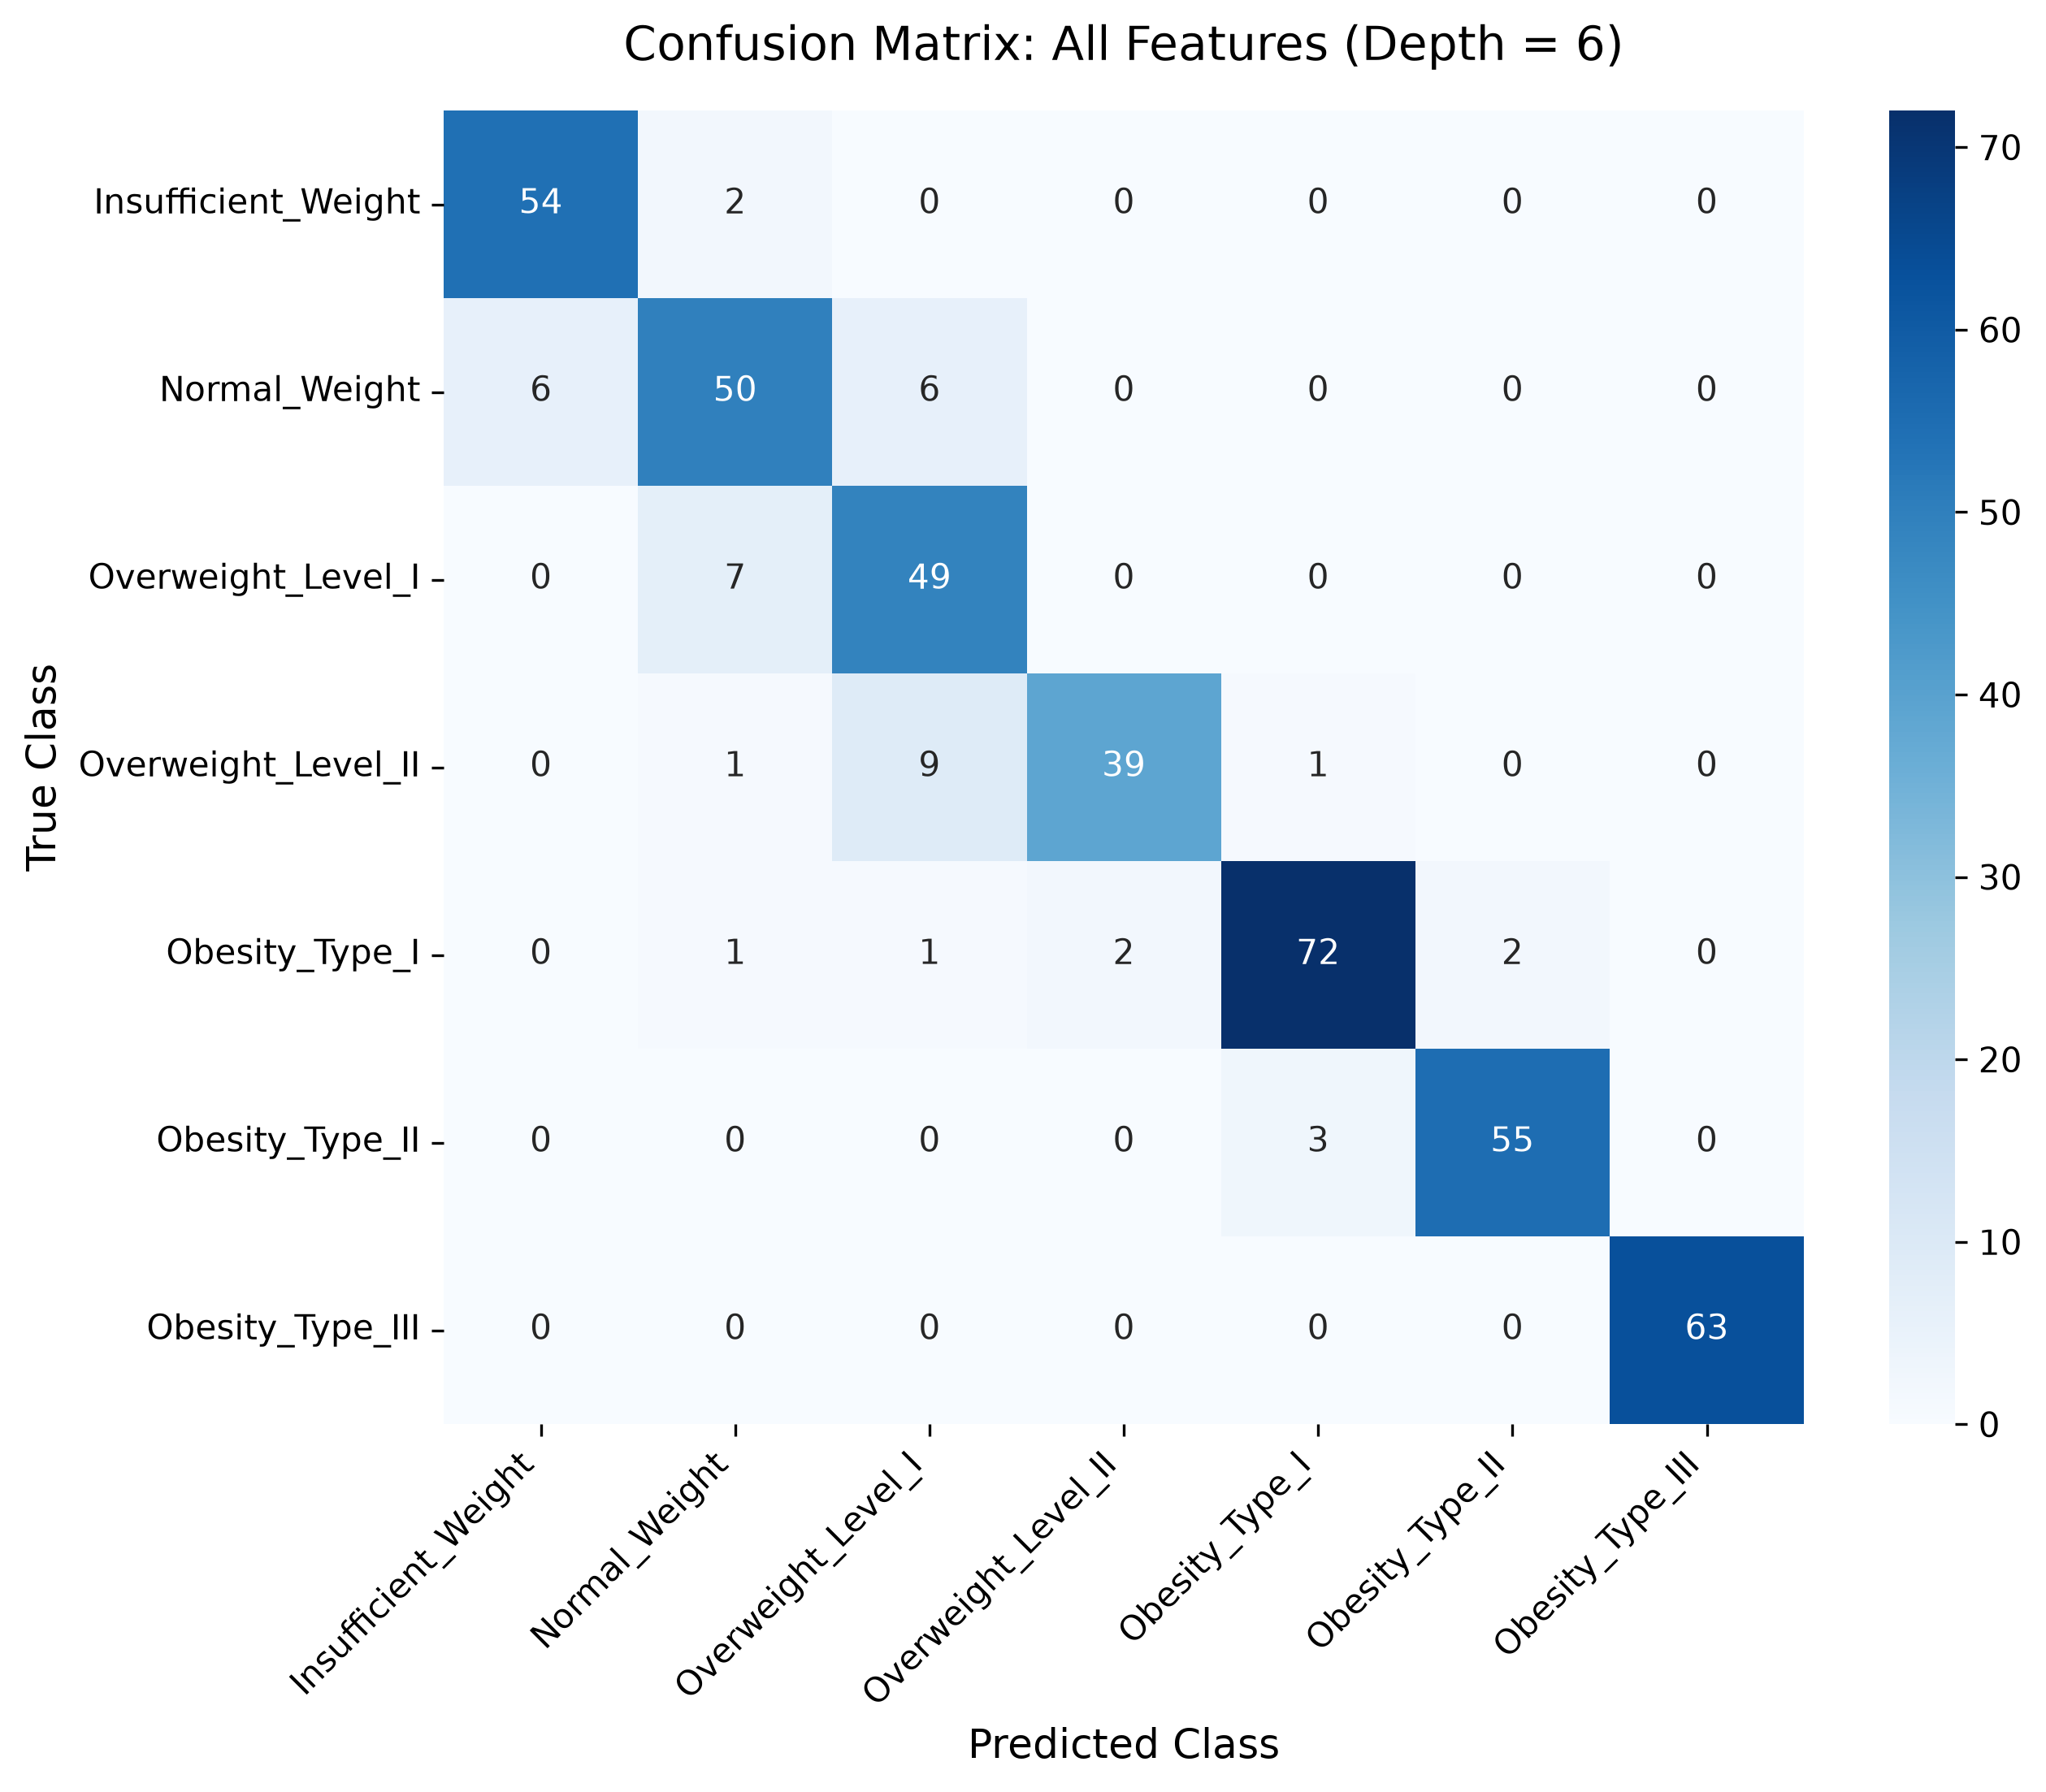 Confusion Matrix: All Features (Depth = 6)
True Class
Insufficient_Weight 54 2 0 0 0 0 0
Normal_Weight 6 50 6 0 0 0 0
Overweight_Level_I 0 7 49 0 0 0 0
Overweight_Level_II 0 1 9 39 1 0 0
Obesity_Type_I 0 1 1 2 72 2 0
Obesity_Type_II 0 0 0 0 3 55 0
Obesity_Type_III 0 0 0 0 0 0 63
Insufficient_Weight
Normal_Weight
Overweight_Level_I
Overweight_Level_II
Obesity_Type_I
Obesity_Type_II
Obesity_Type_III
Predicted Class
70
60
50
40
30
20
10
0